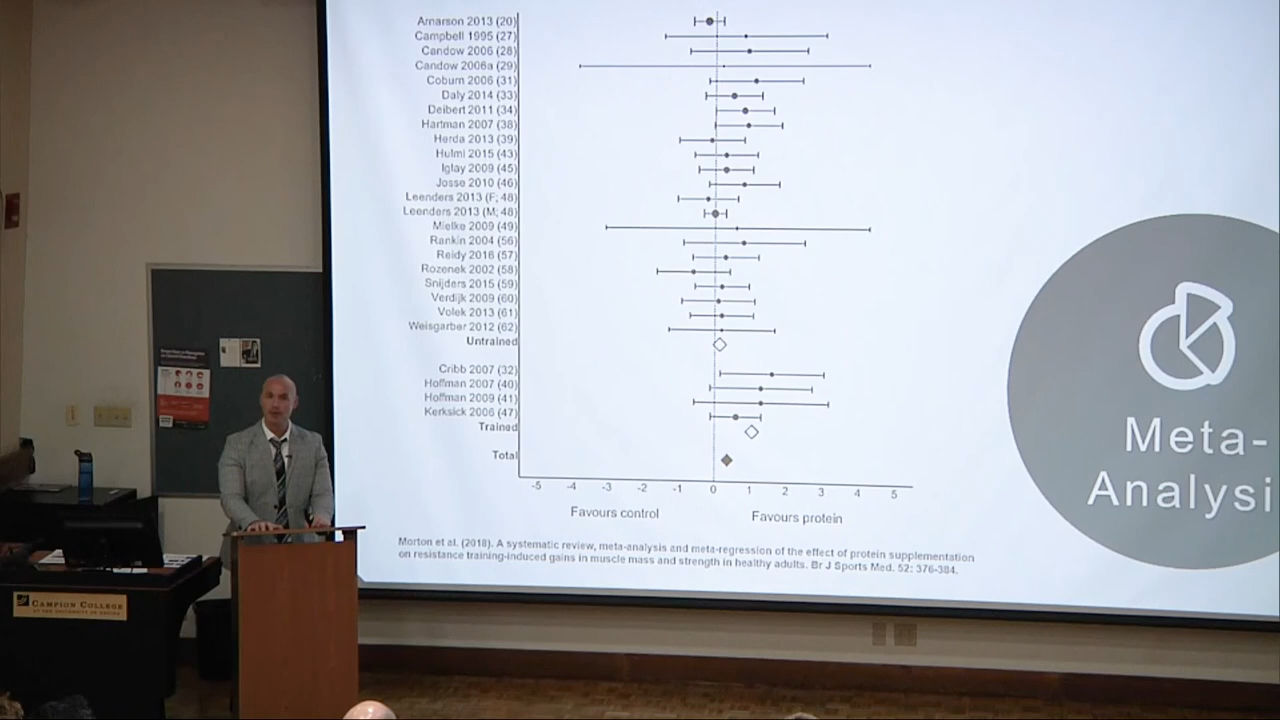 Arnarson 2013 (20)
Campbell 1995 (27)
Candow 2006 (28)
Candow 2006a (29)
Coburn 2006 (31)
Daly 2014 (33)
Deibert 2011 (34)
Hartman 2007 (38)
Herda 2013 (39)
Hulmi 2015 (43)
Iglay 2009 (45)
Josse 2010 (46)
Leenders 2013 (F; 48)
Leenders 2013 (M; 48)
Mielke 2009 (49)
Rankin 2004 (56)
Reidy 2016 (57)
Rozenek 2002 (58)
Snijders 2015 (59)
Verdijk 2009 (60)
Volek 2013 (61)
Weisgarber 2012 (62)
Untrained
Cribb 2007 (32)
Hoffman 2007 (40)
Hoffman 2009 (41)
Kerksick 2006 (47)
Trained
Total
-5 -4 -3 -2 -1 0 1 2 3 4 5
Favours control Favours protein
Morton et al. (2018). A systematic review, meta-analysis and meta-regression of the effect of protein supplementation
on resistance training-induced gains in muscle mass and strength in healthy adults. Br J Sports Med. 52: 376-384.
Meta-
Analysi
CAMPION COLLEGE
AT THE UNIVERSITY OF REGINA